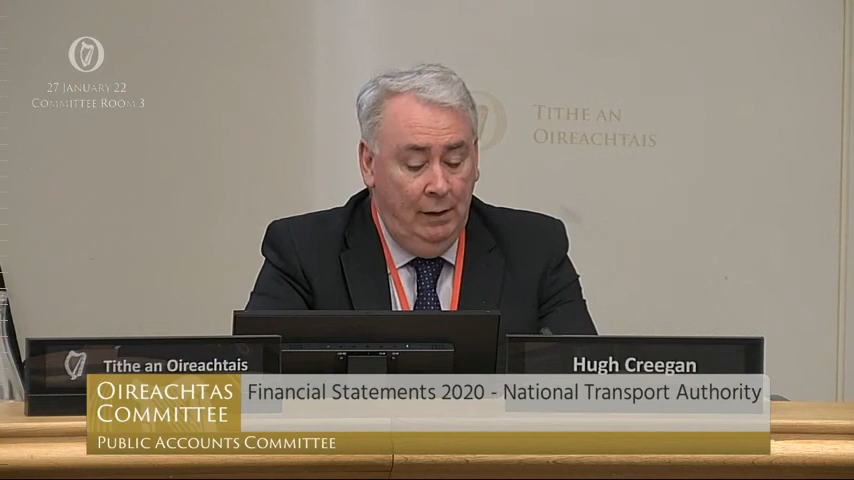 27 January 22
Committee Room 3
Tithe an
Oireachtais
Tithe an Oireachtais
Hugh Creegan
Oireachtas
Committee
Financial Statements 2020 - National Transport Authority
Public Accounts Committee